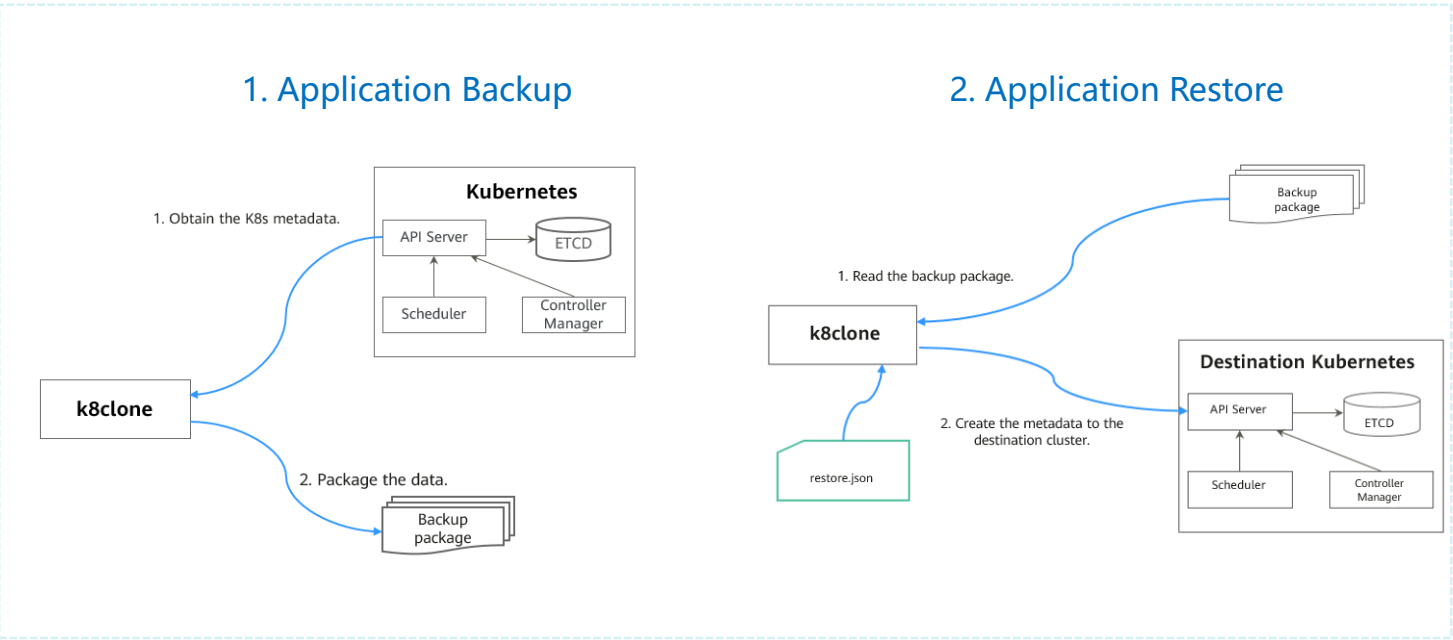 1. Application Backup
Kubernetes
1. Obtain the K8s metadata.
API Server
ETCD
Scheduler
Controller
Manager
k8clone
2. Package the data.
Backup
package
2. Application Restore
Backup
package
1. Read the backup package.
k8clone
Destination Kubernetes
API Server
ETCD
2. Create the metadata to the
destination cluster.
restore.json
Scheduler
Controller
Manager